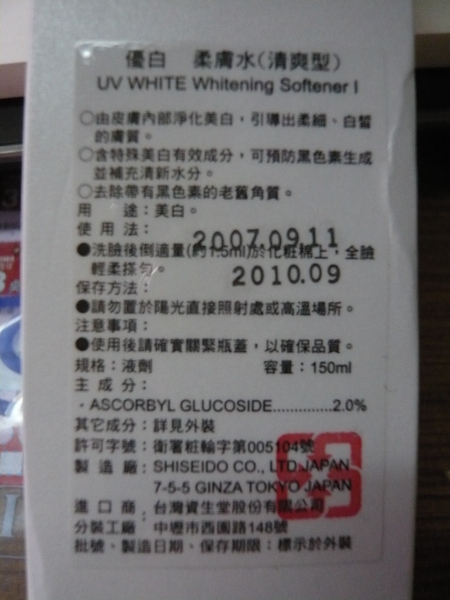 優白 柔膚水(清爽型)
UV WHITE Whitening Softener I
○由皮膚內部淨化美白，引導出柔細、白皙
的膚質。
○含特殊美白有效成分，可預防黑色素生成
並補充清新水分。
○去除帶有黑色素的老舊角質。
用 途：美白。
使用法：
2007.0911
●洗臉後倒適量(約1.5ml)於化粧棉上，全臉
輕柔搽勻。
2010.09
保存方法：
●請勿置於陽光直接照射處或高溫場所。
注意事項：
●使用後請確實關緊瓶蓋，以確保品質。
規格：液劑 容量：150ml
主成分：
·ASCORBYL GLUCOSIDE..............2.0%
其它成分：詳見外裝
許可字號：衛署粧輸字第005104號
製造廠：SHISEIDO CO., LTD.JAPAN
7-5-5 GINZA TOKYO JAPAN
進口商：台灣資生堂股份有限公司
分裝工廠：中壢市西園路148號
批號、製造日期、保存期限：標示於外裝